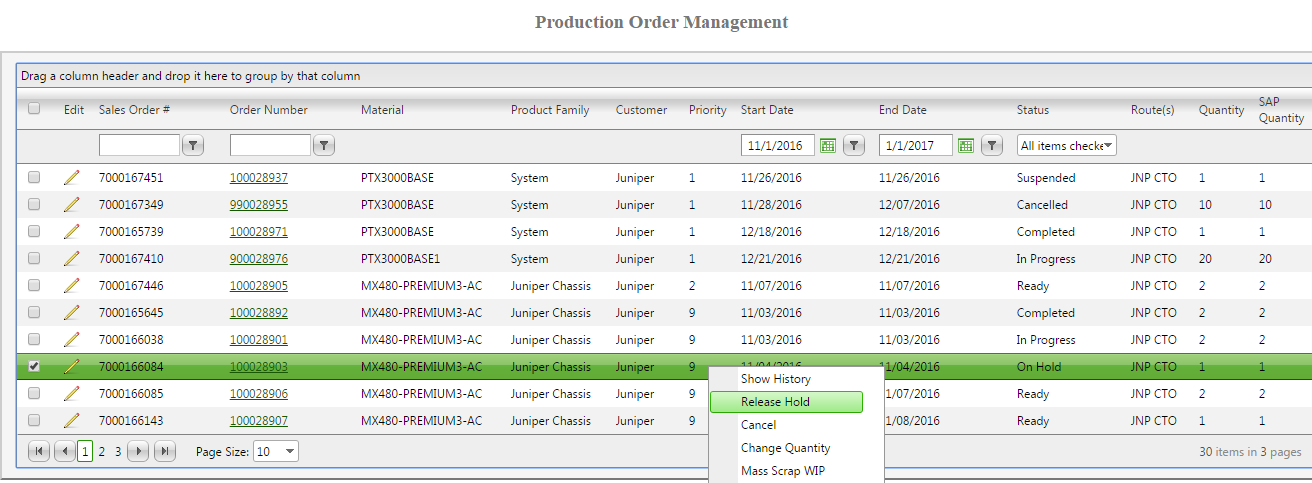 Production Order Management
Drag a column header and drop it here to group by that column
Edit Sales Order # Order Number Material Product Family Customer Priority Start Date End Date Status Route(s) Quantity SAP Quantity
11/1/2016 1/1/2017 All items checke
7000167451 100028937 PTX3000BASE System Juniper 1 11/26/2016 11/26/2016 Suspended JNP CTO 1 1
7000167349 990028955 PTX3000BASE System Juniper 1 11/28/2016 12/07/2016 Cancelled JNP CTO 10 10
7000165739 100028971 PTX3000BASE System Juniper 1 12/18/2016 12/18/2016 Completed JNP CTO 1 1
7000167410 900028976 PTX3000BASE1 System Juniper 1 12/21/2016 12/21/2016 In Progress JNP CTO 20 20
7000167446 100028905 MX480-PREMIUM3-AC Juniper Chassis Juniper 2 11/07/2016 11/07/2016 Ready JNP CTO 2 2
7000165645 100028892 MX480-PREMIUM3-AC Juniper Chassis Juniper 9 11/03/2016 11/03/2016 Completed JNP CTO 2 2
7000166038 100028901 MX480-PREMIUM3-AC Juniper Chassis Juniper 9 11/03/2016 11/03/2016 In Progress JNP CTO 2 2
7000166084 100028903 MX480-PREMIUM3-AC Juniper Chassis Juniper 9 11/04/2016 11/04/2016 On Hold JNP CTO 1 1
Show History
7000166085 100028906 MX480-PREMIUM3-AC Juniper Chassis Juniper 9 Release Hold 11/07/2016 Ready JNP CTO 2 2
7000166143 100028907 MX480-PREMIUM3-AC Juniper Chassis Juniper 9 Cancel 11/08/2016 Ready JNP CTO 1 1
Change Quantity
Mass Scrap WIP
1 2 3 Page Size: 10 30 items in 3 pages